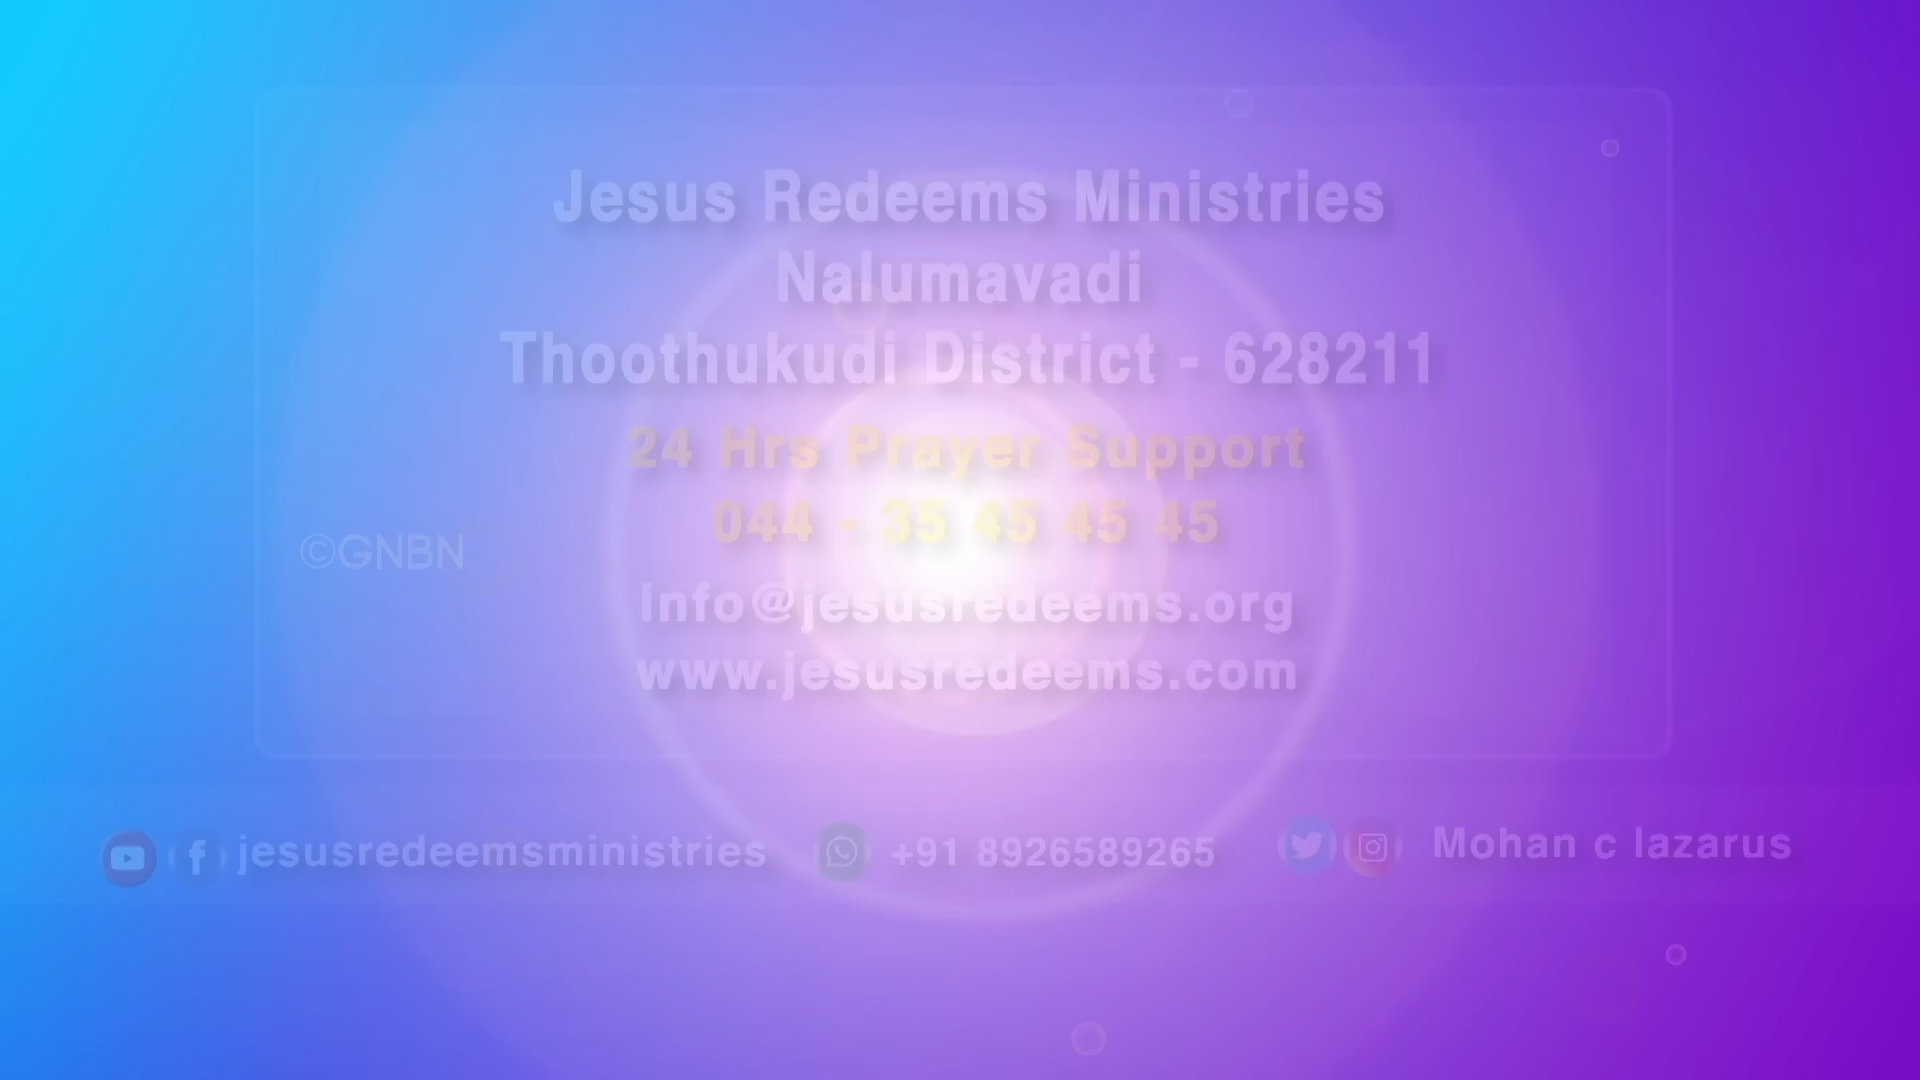 Jesus Redeems Ministries
Nalumavadi
Thoothukudi District - 628211
24 Hrs Prayer Support
044 - 35 45 45 45
©GNBN
Info@jesusredeems.org
www.jesusredeems.com
jesusredeemsministries +91 8926589265 Mohan c lazarus